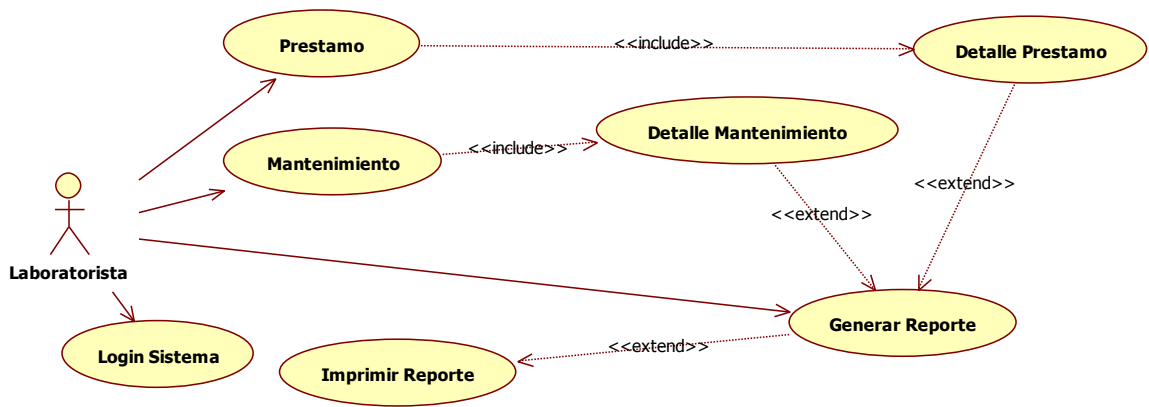 Prestamo
<<include>>
Detalle Prestamo
Mantenimiento
<<include>>
Detalle Mantenimiento
<<extend>>
<<extend>>
Laboratorista
Generar Reporte
Login Sistema
<<extend>>
Imprimir Reporte